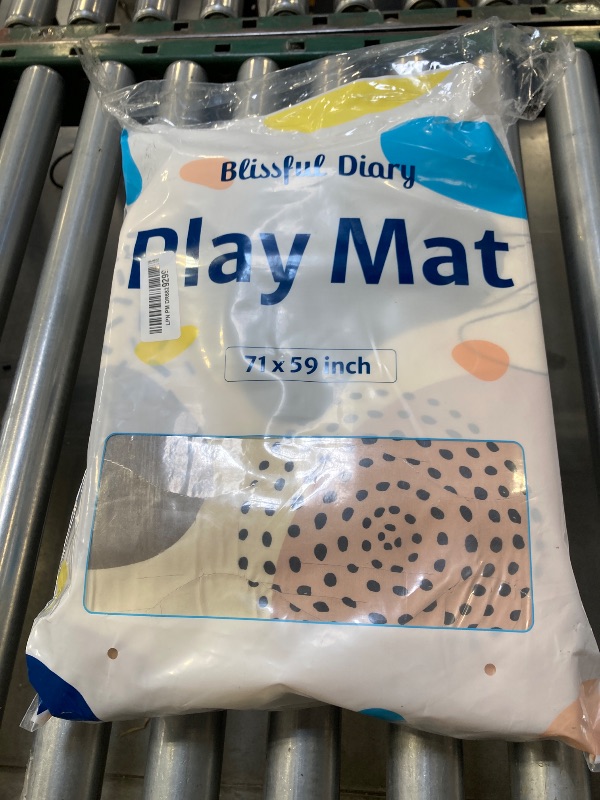 Blissful Diary
Play Mat
71 x 59 inch